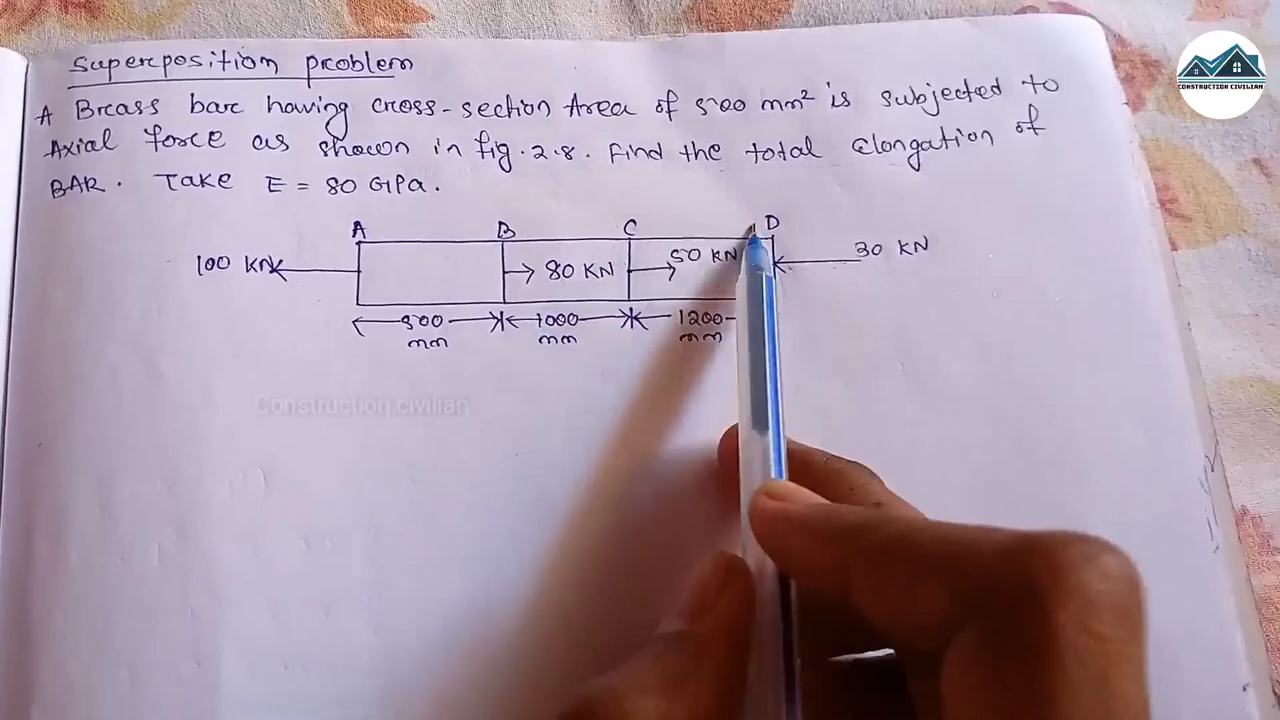 Superposition problem
A Brass bar having cross-section Area of 500 mm² is subjected to
Axial force as shown in fig.2.8. Find the total Elongation of
BAR. Take E = 80 GPa.
A B C D
100 KN 80 KN 50 KN 30 KN
500 1000 1200
mm mm mm
Construction civilian
CONSTRUCTION CIVILIAN